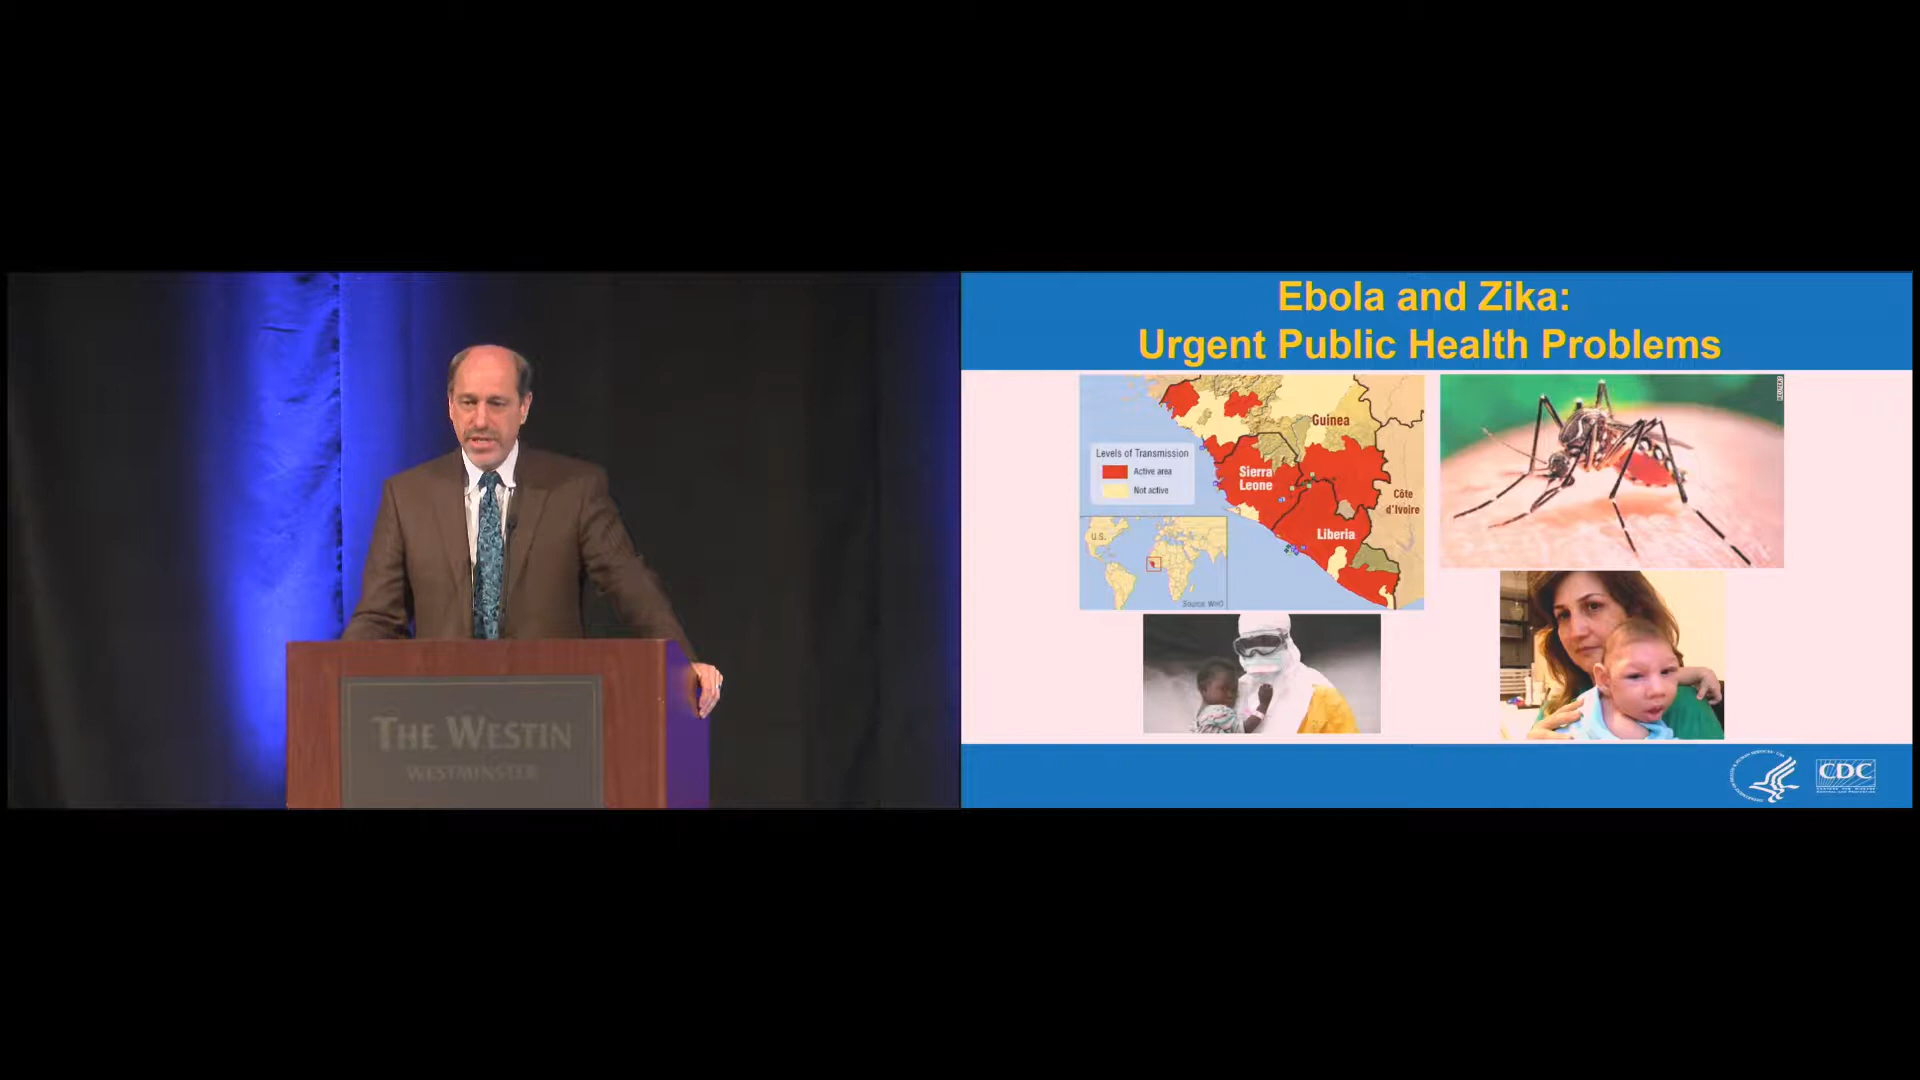 THE WESTIN
WESTMINSTER
Ebola and Zika:
Urgent Public Health Problems
Guinea
Levels of Transmission
Active area
Not active
Sierra
Leone
Côte
d'Ivoire
Liberia
U.S.
Source: WHO
REUTERS
CDC